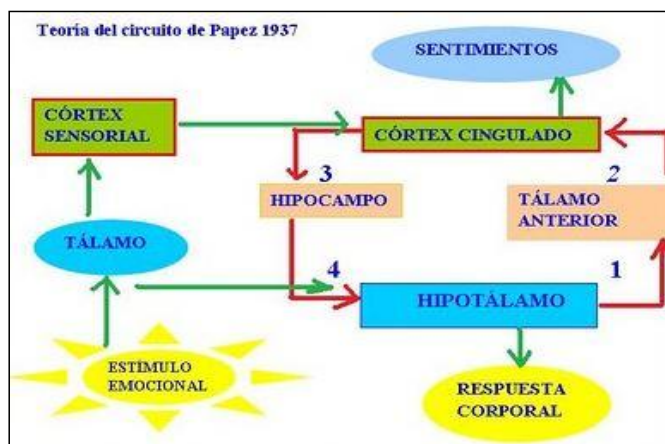 Teoría del circuito de Papez 1937
SENTIMIENTOS
CÓRTEX
SENSORIAL
CÓRTEX CINGULADO
3
2
HIPOCAMPO
TÁLAMO
ANTERIOR
TÁLAMO
4
1
HIPOTÁLAMO
ESTÍMULO
EMOCIONAL
RESPUESTA
CORPORAL